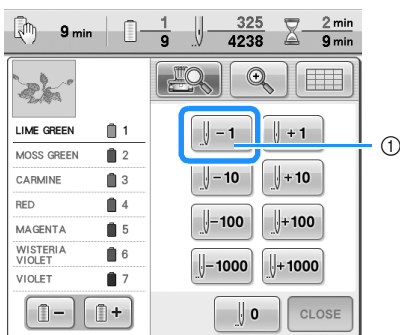 9 min
1
9
325
4238
2 min
9 min
LIME GREEN 1
MOSS GREEN 2
CARMINE 3
RED 4
MAGENTA 5
WISTERIA
VIOLET 6
VIOLET 7
−1
+1
−10
+10
−100
+100
−1000
+1000
−
+
0
CLOSE
①